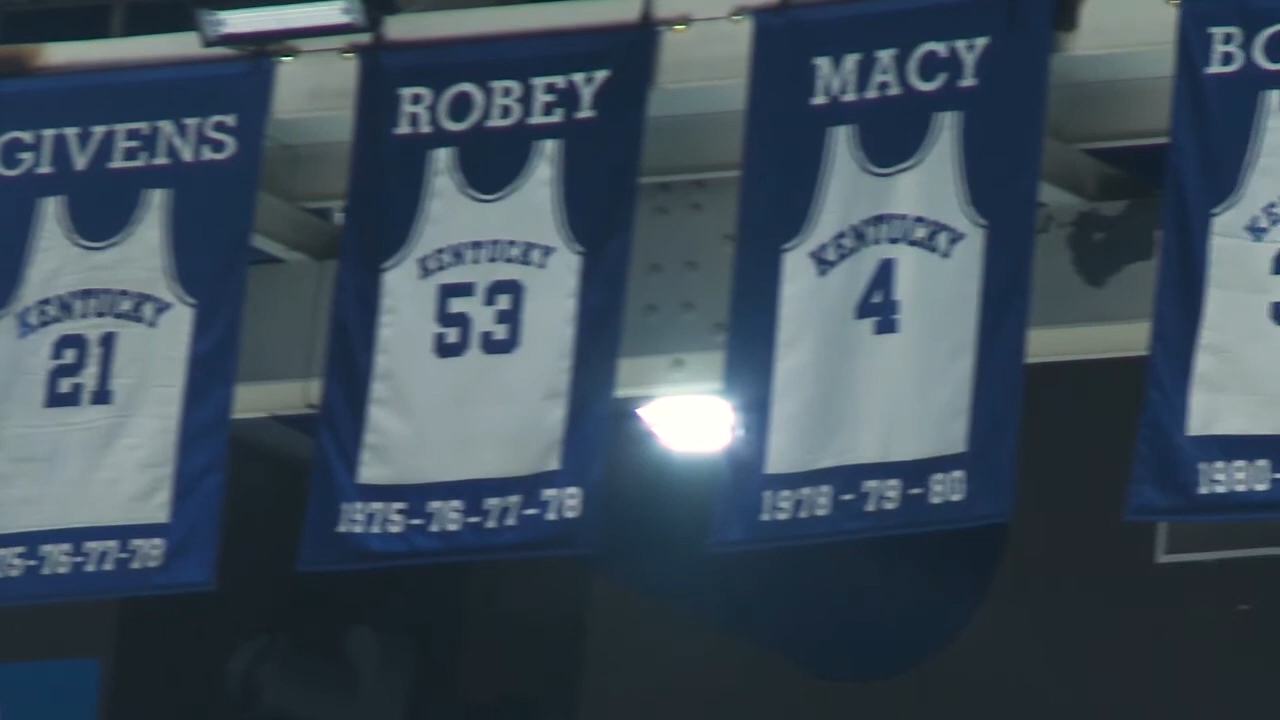 GIVENS
KENTUCKY
21
75-76-77-78
ROBEY
KENTUCKY
53
1975-76-77-78
MACY
KENTUCKY
4
1978-79-80
1980-